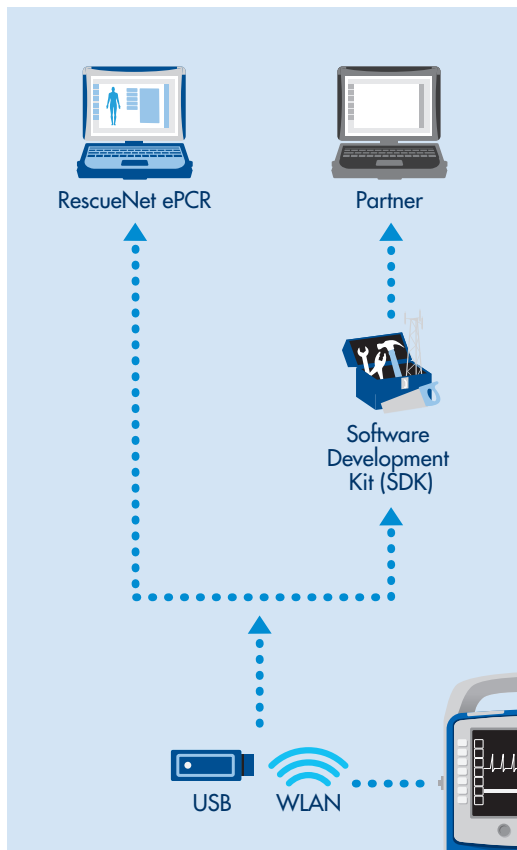 RescueNet ePCR
Partner
Software
Development
Kit (SDK)
USB
WLAN